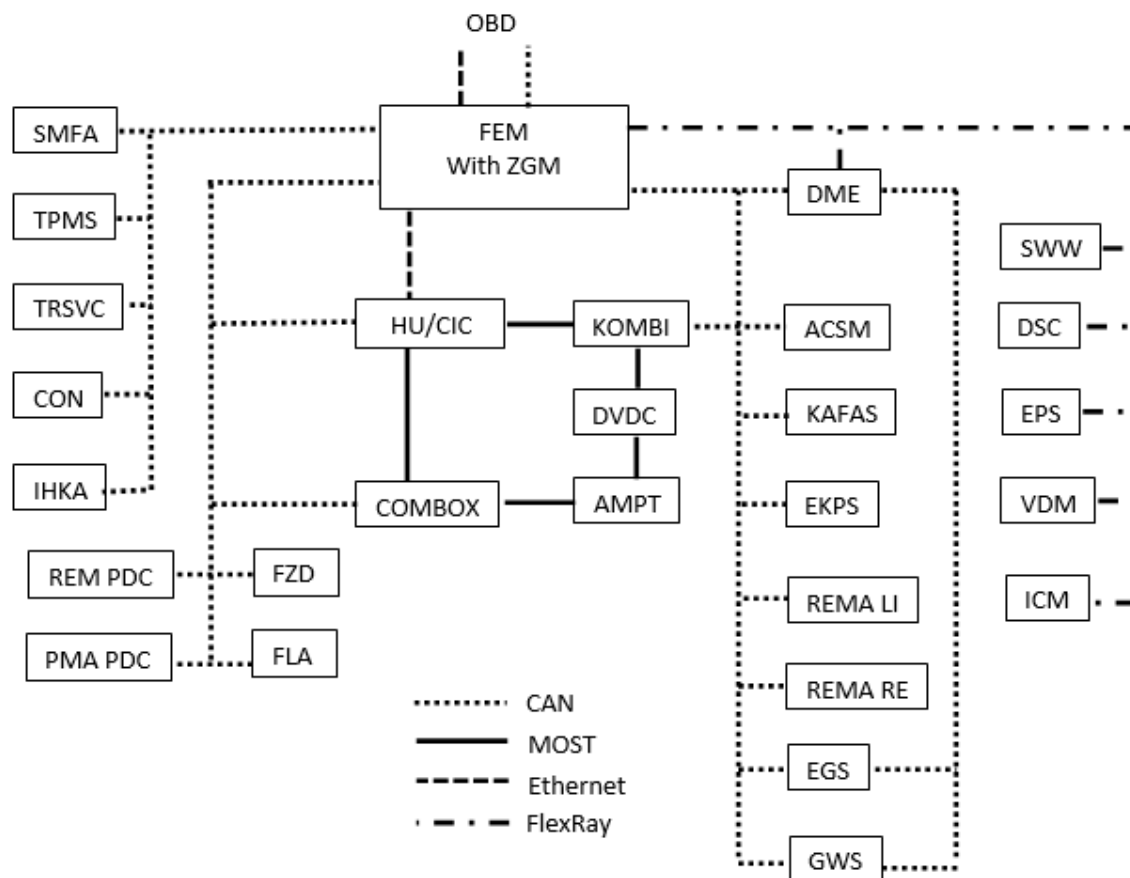 OBD
SMFA
FEM
With ZGM
TPMS
DME
SWW
TRSVC
HU/CIC
KOMBI
ACSM
DSC
CON
DVDC
KAFAS
EPS
IHKA
COMBOX
AMPT
EKPS
VDM
REM PDC
FZD
REMA LI
ICM
PMA PDC
FLA
REMA RE
CAN
MOST
EGS
Ethernet
FlexRay
GWS